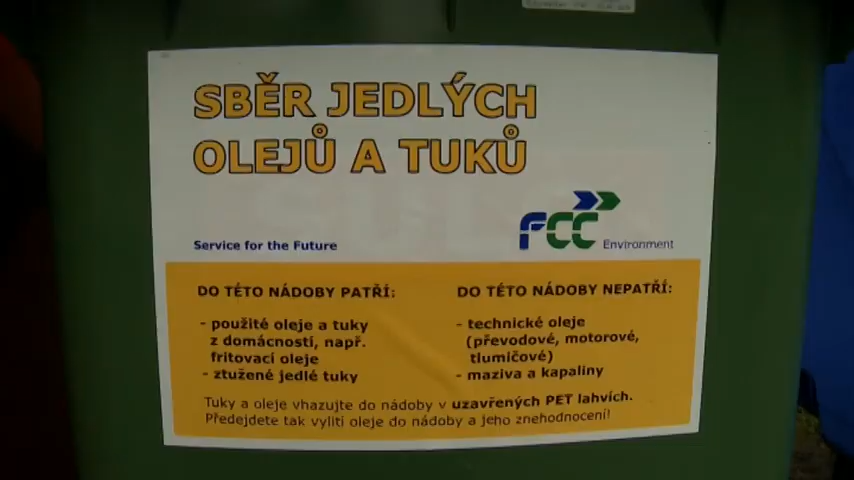 SBĚR JEDLÝCH
OLEJŮ A TUKŮ
FCC Environment
Service for the Future
DO TÉTO NÁDOBY PATŘÍ:
- použité oleje a tuky
z domácností, např.
fritovací oleje
- ztužené jedlé tuky
DO TÉTO NÁDOBY NEPATŘÍ:
- technické oleje
(převodové, motorové,
tlumičové)
- maziva a kapaliny
Tuky a oleje vhazujte do nádoby v uzavřených PET lahvích.
Předejdete tak vylití oleje do nádoby a jeho znehodnocení!